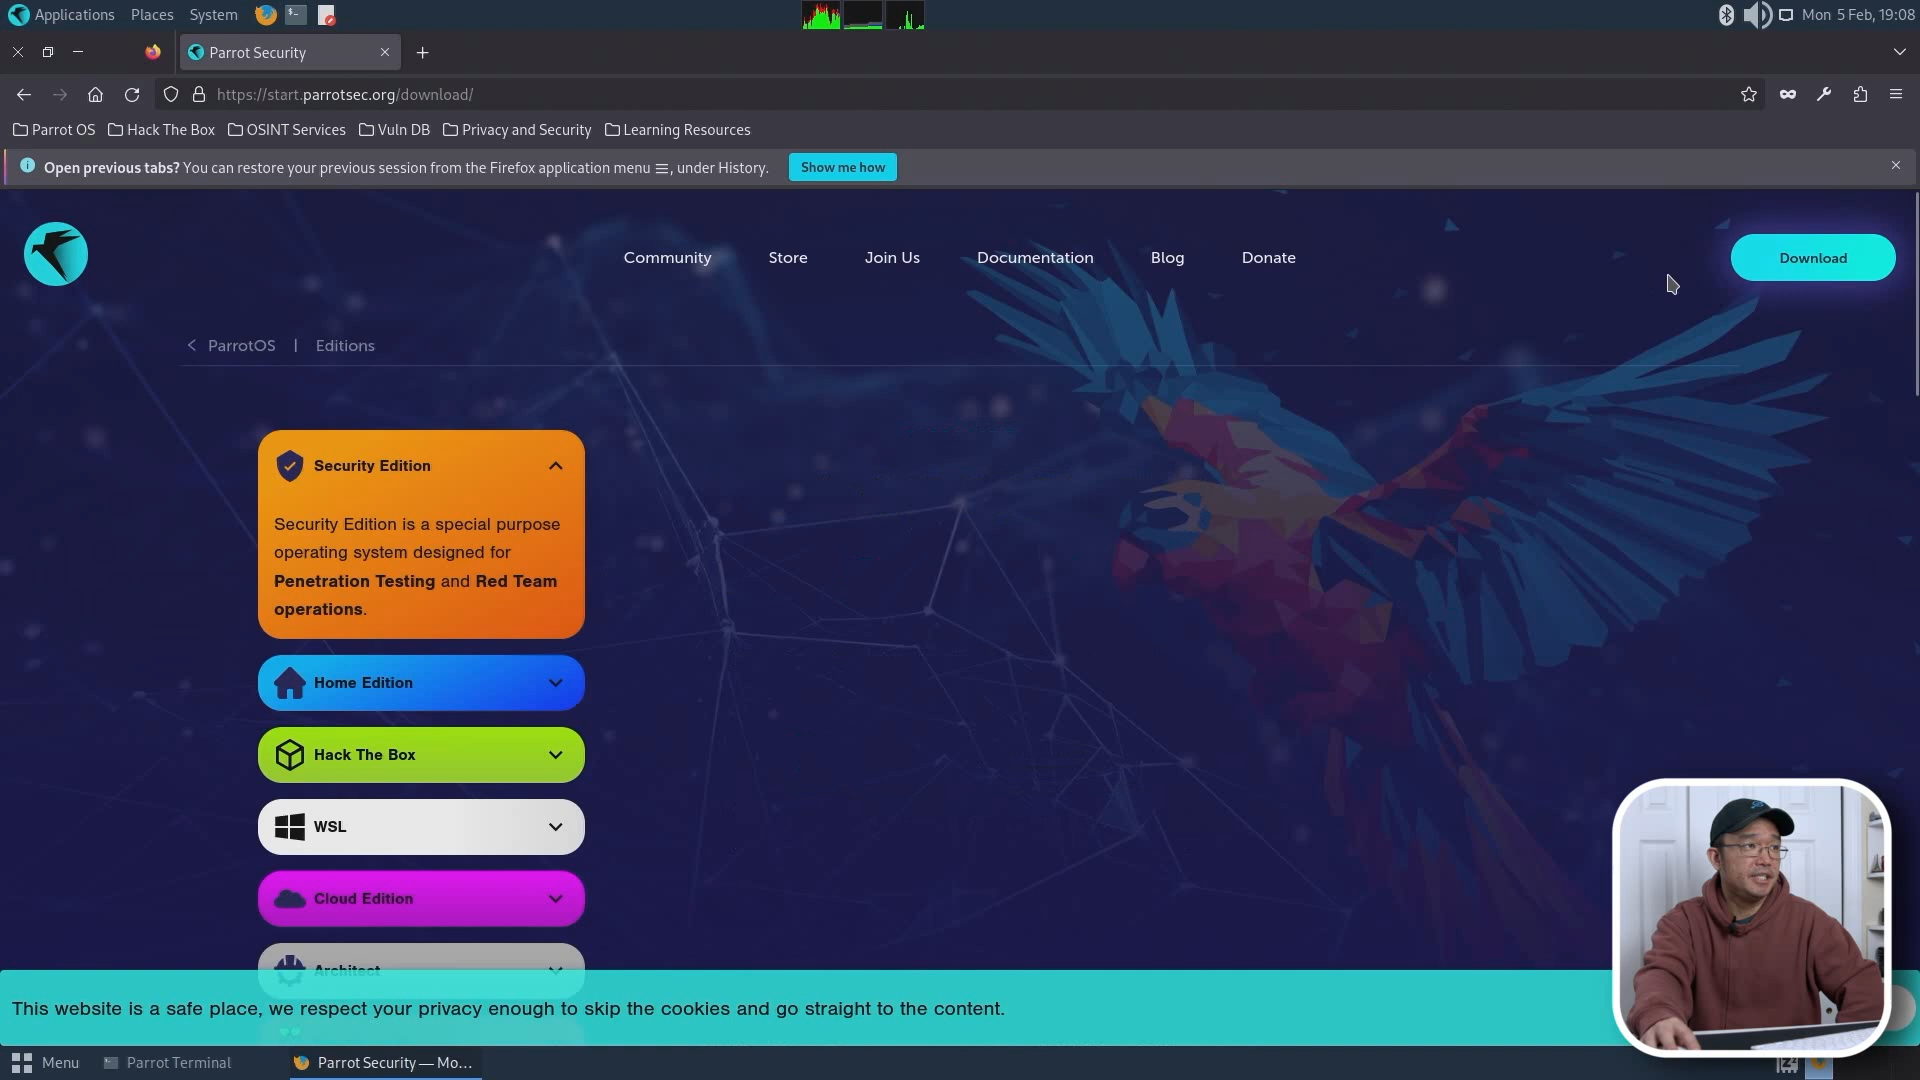 Applications Places System
Mon 5 Feb, 19:08
Parrot Security
https://start.parrotsec.org/download/
Parrot OS Hack The Box OSINT Services Vuln DB Privacy and Security Learning Resources
Open previous tabs? You can restore your previous session from the Firefox application menu ☰, under History. Show me how
Community Store Join Us Documentation Blog Donate Download
ParrotOS | Editions
Security Edition
Security Edition is a special purpose
operating system designed for
Penetration Testing and Red Team
operations.
Home Edition
Hack The Box
WSL
Cloud Edition
Architect
This website is a safe place, we respect your privacy enough to skip the cookies and go straight to the content.
Menu Parrot Terminal Parrot Security — Mo...